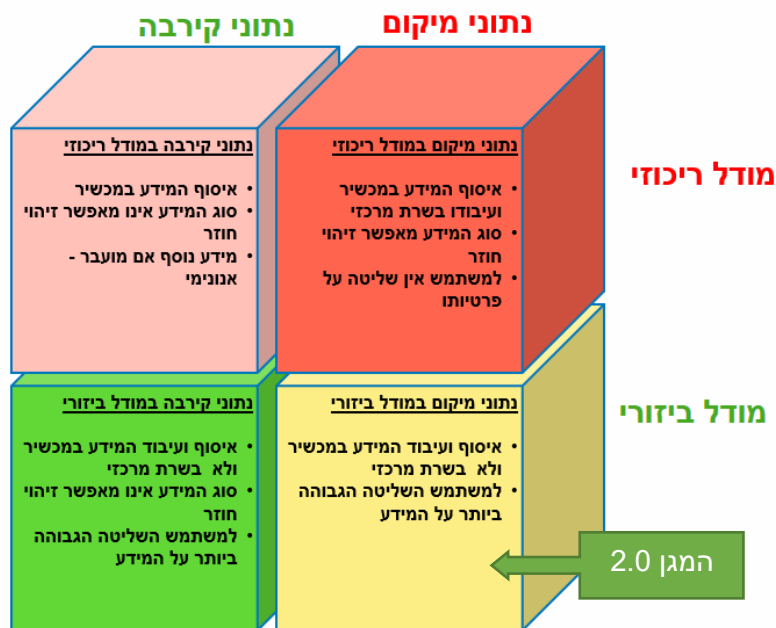 נתוני מיקום
נתוני קירבה
מודל ריכוזי
נתוני מיקום במודל ריכוזי
• איסוף המידע במכשיר
ועיבודו בשרת מרכזי
• סוג המידע מאפשר זיהוי
חוזר
• למשתמש אין שליטה על
פרטיותו
נתוני קירבה במודל ריכוזי
• איסוף המידע במכשיר
• סוג המידע אינו מאפשר זיהוי
חוזר
• מידע נוסף אם מועבר -
אנונימי
מודל ביזורי
נתוני מיקום במודל ביזורי
• איסוף ועיבוד המידע במכשיר
ולא בשרת מרכזי
• למשתמש השליטה הגבוהה
ביותר על המידע
המגן 2.0
נתוני קירבה במודל ביזורי
• איסוף ועיבוד המידע במכשיר
ולא בשרת מרכזי
• סוג המידע אינו מאפשר זיהוי
חוזר
• למשתמש השליטה הגבוהה
ביותר על המידע